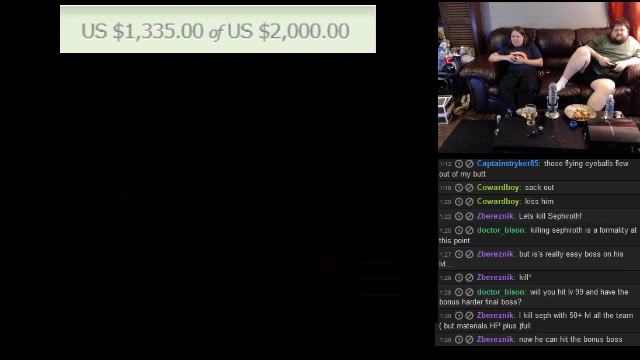 US $1,335.00 of US $2,000.00
1:12 Captainstryker85: those flying eyeballs flew
out of my butt
1:19 Cowardboy: sack out
1:20 Cowardboy: kiss him
1:22 Zbereznik: Lets kill Sephiroth!
1:25 doctor_bison: killing sephiroth is a formality at
this point
1:27 Zbereznik: but is's really easy boss on his
lvl...
1:28 Zbereznik: kill*
1:28 doctor_bison: will you hit lv 99 and have the
bonus harder final boss?
1:30 Zbereznik: I kill seph with 50+ lvl all the team
( but materials HP plus )full
1:30 Zbereznik: now he can hit the bonus boss